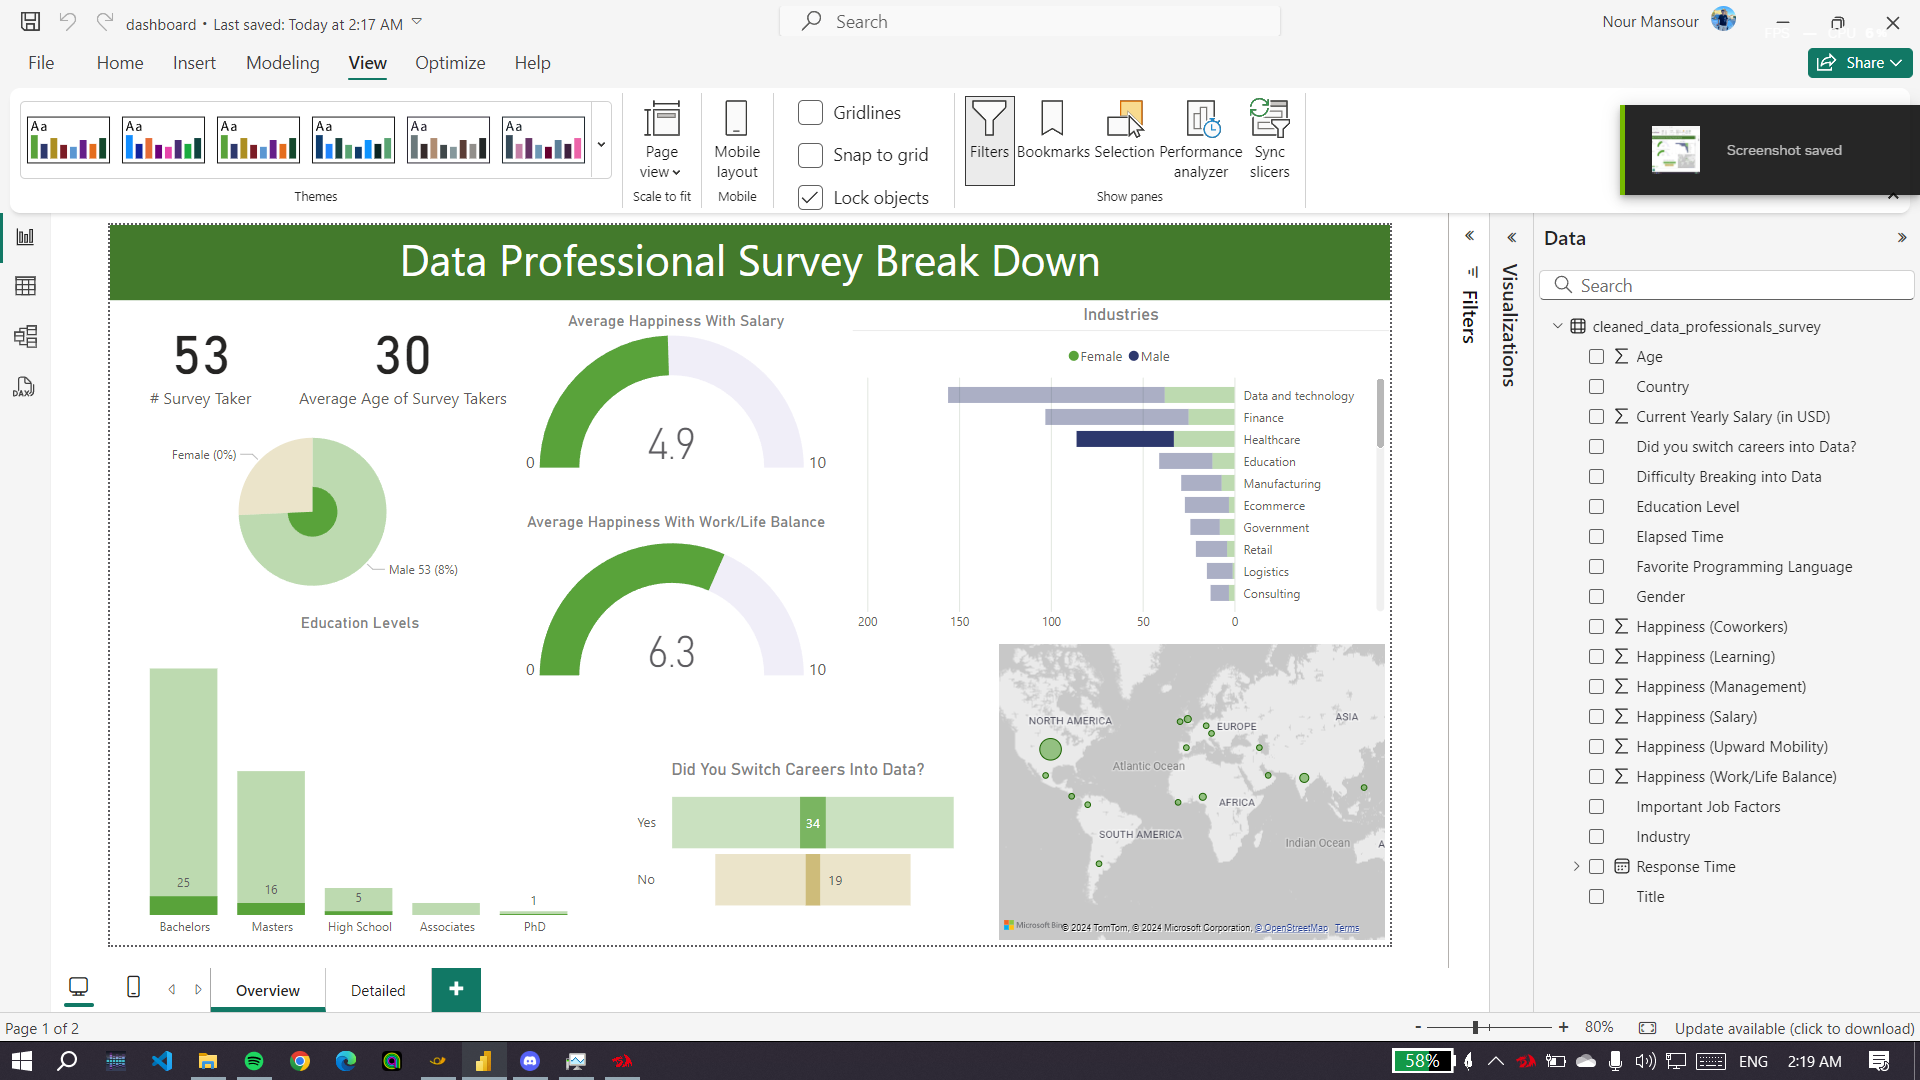 dashboard • Last saved: Today at 2:17 AM
Search
Nour Mansour
File
Home
Insert
Modeling
View
Optimize
Help
Share
Aa
Aa
Aa
Aa
Aa
Aa
Themes
Page view
Scale to fit
Mobile layout
Mobile
Gridlines
Snap to grid
Lock objects
Filters
Bookmarks
Selection
Performance analyzer
Sync slicers
Show panes
Screenshot saved
Data Professional Survey Break Down
53
# Survey Taker
30
Average Age of Survey Takers
Female (0%)
Male 53 (8%)
Average Happiness With Salary
4.9
0
10
Average Happiness With Work/Life Balance
6.3
0
10
Industries
Female
Male
Data and technology
Finance
Healthcare
Education
Manufacturing
Ecommerce
Government
Retail
Logistics
Consulting
200
150
100
50
0
Education Levels
25
16
5
1
Bachelors
Masters
High School
Associates
PhD
Did You Switch Careers Into Data?
Yes
34
No
19
NORTH AMERICA
EUROPE
ASIA
Atlantic Ocean
AFRICA
SOUTH AMERICA
Indian Ocean
A
Microsoft Bing
© 2024 TomTom, © 2024 Microsoft Corporation, © OpenStreetMap Terms
Filters
Visualizations
Data
Search
cleaned_data_professionals_survey
Age
Country
Current Yearly Salary (in USD)
Did you switch careers into Data?
Difficulty Breaking into Data
Education Level
Elapsed Time
Favorite Programming Language
Gender
Happiness (Coworkers)
Happiness (Learning)
Happiness (Management)
Happiness (Salary)
Happiness (Upward Mobility)
Happiness (Work/Life Balance)
Important Job Factors
Industry
Response Time
Title
DAX
Overview
Detailed
Page 1 of 2
80%
Update available (click to download)
58%
ENG
2:19 AM